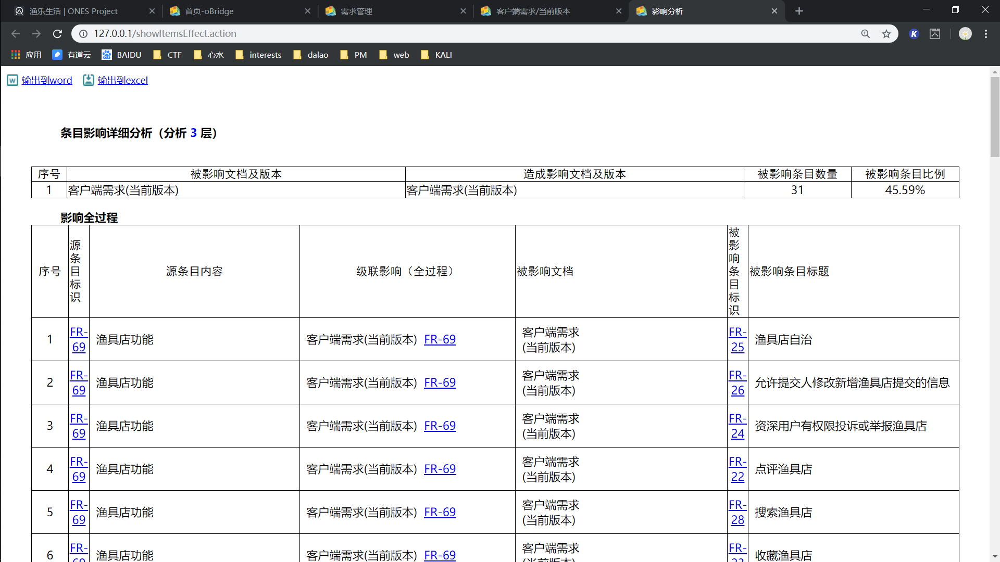 渔乐生活 | ONES Project
首页-oBridge
需求管理
客户端需求/当前版本
影响分析
127.0.0.1/showItemsEffect.action
应用
有道云
BAIDU
CTF
心水
interests
dalao
PM
web
KALI
输出到word
输出到excel
条目影响详细分析（分析 3 层）
序号 被影响文档及版本 造成影响文档及版本 被影响条目数量 被影响条目比例
1 客户端需求(当前版本) 客户端需求(当前版本) 31 45.59%
影响全过程
序号 源条目标识 源条目内容 级联影响（全过程） 被影响文档 被影响条目标识 被影响条目标题
1 FR-69 渔具店功能 客户端需求(当前版本) FR-69 客户端需求(当前版本) FR-25 渔具店自治
2 FR-69 渔具店功能 客户端需求(当前版本) FR-69 客户端需求(当前版本) FR-26 允许提交人修改新增渔具店提交的信息
3 FR-69 渔具店功能 客户端需求(当前版本) FR-69 客户端需求(当前版本) FR-24 资深用户有权限投诉或举报渔具店
4 FR-69 渔具店功能 客户端需求(当前版本) FR-69 客户端需求(当前版本) FR-22 点评渔具店
5 FR-69 渔具店功能 客户端需求(当前版本) FR-69 客户端需求(当前版本) FR-28 搜索渔具店
6 FR-69 渔具店功能 客户端需求(当前版本) FR-69 客户端需求 FR- 收藏渔具店